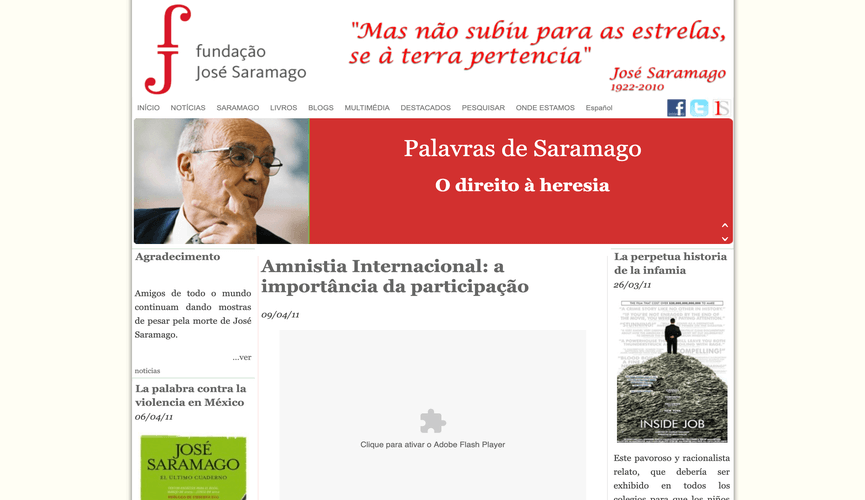 fundação
José Saramago
"Mas não subiu para as estrelas,
se à terra pertencia"
José Saramago
1922-2010
INÍCIO NOTÍCIAS SARAMAGO LIVROS BLOGS MULTIMÉDIA DESTACADOS PESQUISAR ONDE ESTAMOS Español
Palavras de Saramago
O direito à heresia
Agradecimento
Amigos de todo o mundo
continuam dando mostras
de pesar pela morte de José
Saramago.
...ver
noticias
La palabra contra la
violencia en México
06/04/11
JOSÉ
SARAMAGO
EL ÚLTIMO CUADERNO
Amnistia Internacional: a
importância da participação
09/04/11
Clique para ativar o Adobe Flash Player
La perpetua historia
de la infamia
26/03/11
INSIDE JOB
Este pavoroso y racionalista
relato, que debería ser
exhibido en todos los
colegios para que los niños